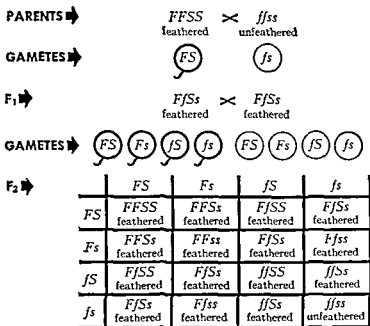 PARENTS FFSS ffss
feathered unfeathered
GAMETES FS fs
F1 FfSs FfSs
feathered feathered
GAMETES FS Fs fS fs FS Fs fS fs
F2 FS Fs fS fs
FS FFSS FFSs FfSS FfSs
feathered feathered feathered feathered
Fs FFSs FFss FfSs Ffss
feathered feathered feathered feathered
fS FfSS FfSs ffSS ffSs
feathered feathered feathered feathered
fs FfSs Ffss ffSs ffss
feathered feathered feathered unfeathered